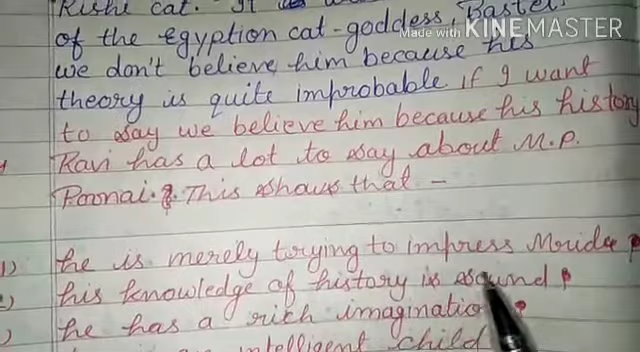 Rishi cat. It
of the egyption cat-goddess, Bastet.
Made with KINEMASTER
we don't believe him because his
theory is quite improbable if I want
to say we believe him because his history
Ravi has a lot to say about M.P.
Poonai. This shows that -
1) he is merely trying to impress Mridu
2) his knowledge of history is sound
) he has a rich imagination
intelligent child